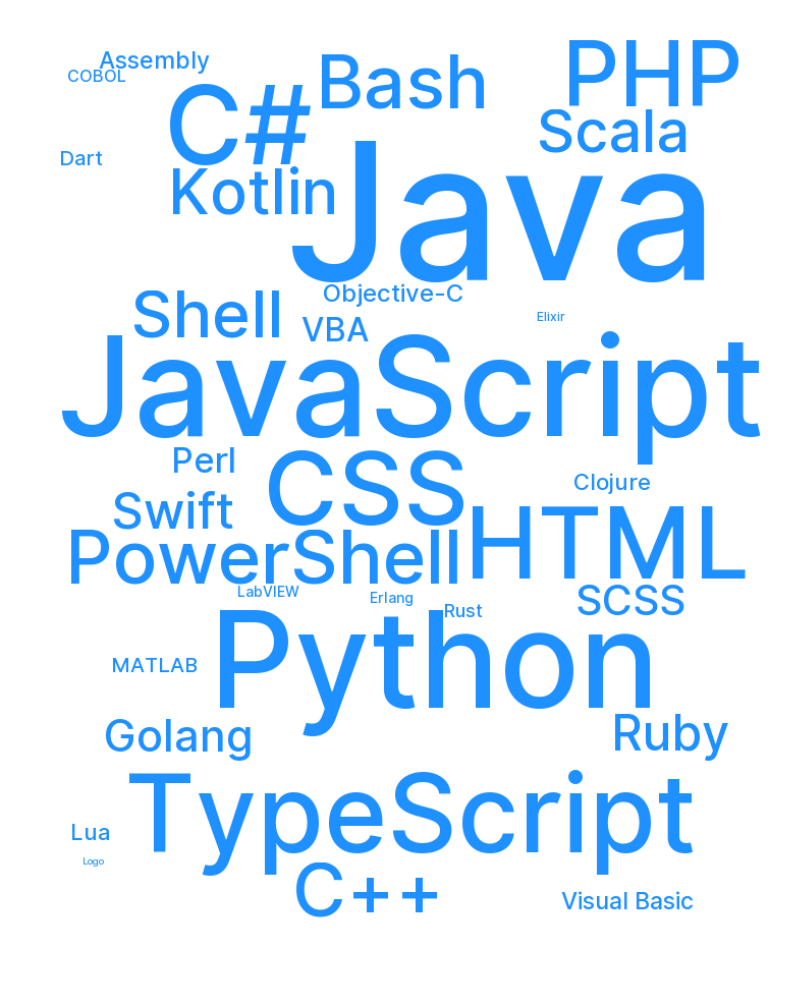 Assembly
COBOL
Bash
PHP
C#
Scala
Dart
Kotlin
Java
Objective-C
Shell
VBA
Elixir
JavaScript
Perl
CSS
Clojure
Swift
HTML
PowerShell
LabVIEW
Erlang
SCSS
Rust
Python
MATLAB
Golang
Ruby
TypeScript
Lua
Logo
C++
Visual Basic